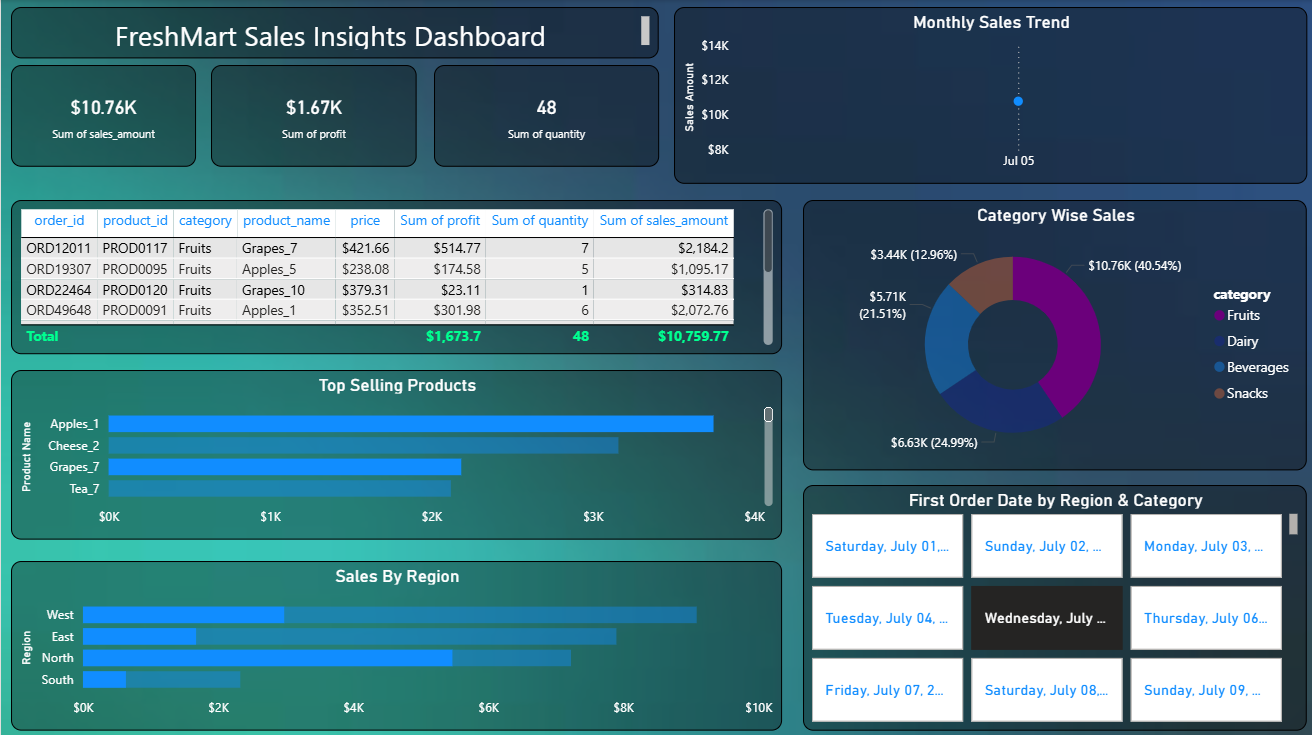 FreshMart Sales Insights Dashboard
$10.76K
Sum of sales_amount
$1.67K
Sum of profit
48
Sum of quantity
Monthly Sales Trend
Sales Amount
$14K
$12K
$10K
$8K
Jul 05
order_id product_id category product_name price Sum of profit Sum of quantity Sum of sales_amount
ORD12011 PROD0117 Fruits Grapes_7 $421.66 $514.77 7 $2,184.2
ORD19307 PROD0095 Fruits Apples_5 $238.08 $174.58 5 $1,095.17
ORD22464 PROD0120 Fruits Grapes_10 $379.31 $23.11 1 $314.83
ORD49648 PROD0091 Fruits Apples_1 $352.51 $301.98 6 $2,072.76
Total $1,673.7 48 $10,759.77
Category Wise Sales
$3.44K (12.96%)
$10.76K (40.54%)
$5.71K
(21.51%)
$6.63K (24.99%)
category
Fruits
Dairy
Beverages
Snacks
Top Selling Products
Product Name
Apples_1
Cheese_2
Grapes_7
Tea_7
$0K $1K $2K $3K $4K
Sales By Region
Region
West
East
North
South
$0K $2K $4K $6K $8K $10K
First Order Date by Region & Category
Saturday, July 01,... Sunday, July 02, ... Monday, July 03, ...
Tuesday, July 04, ... Wednesday, July ... Thursday, July 06...
Friday, July 07, 2... Saturday, July 08,... Sunday, July 09, ...